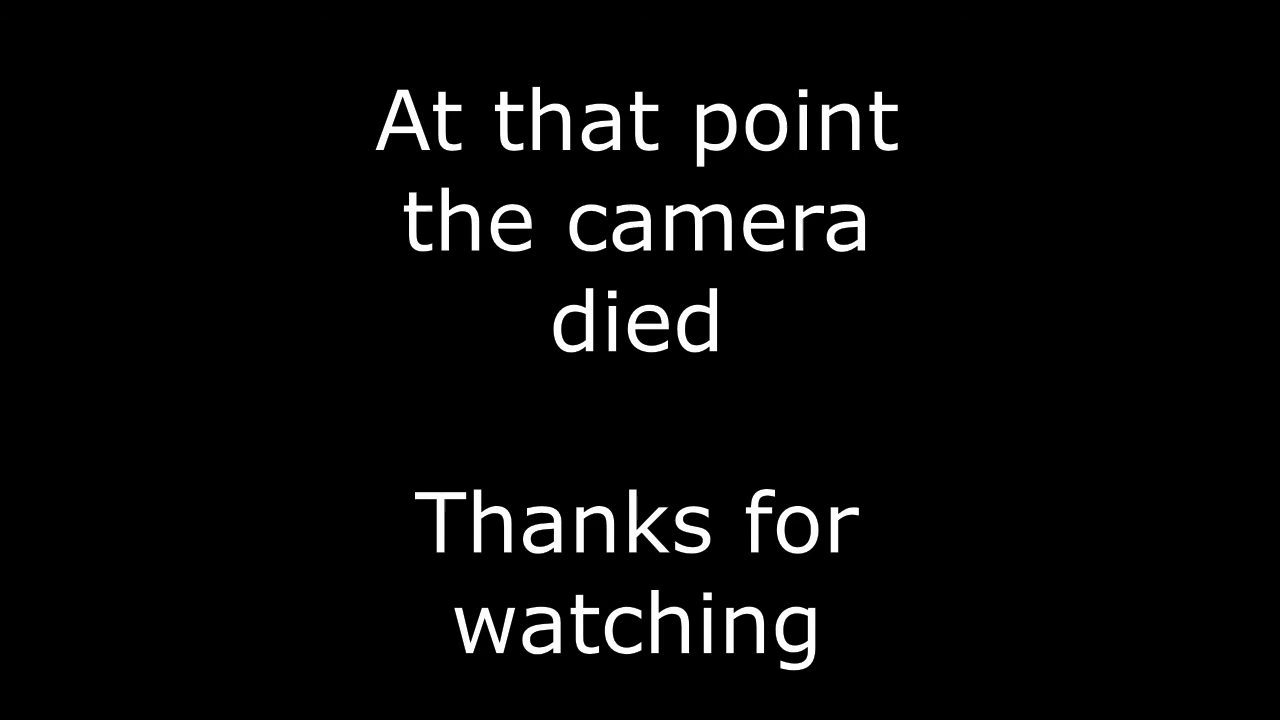 At that point
the camera
died
Thanks for
watching